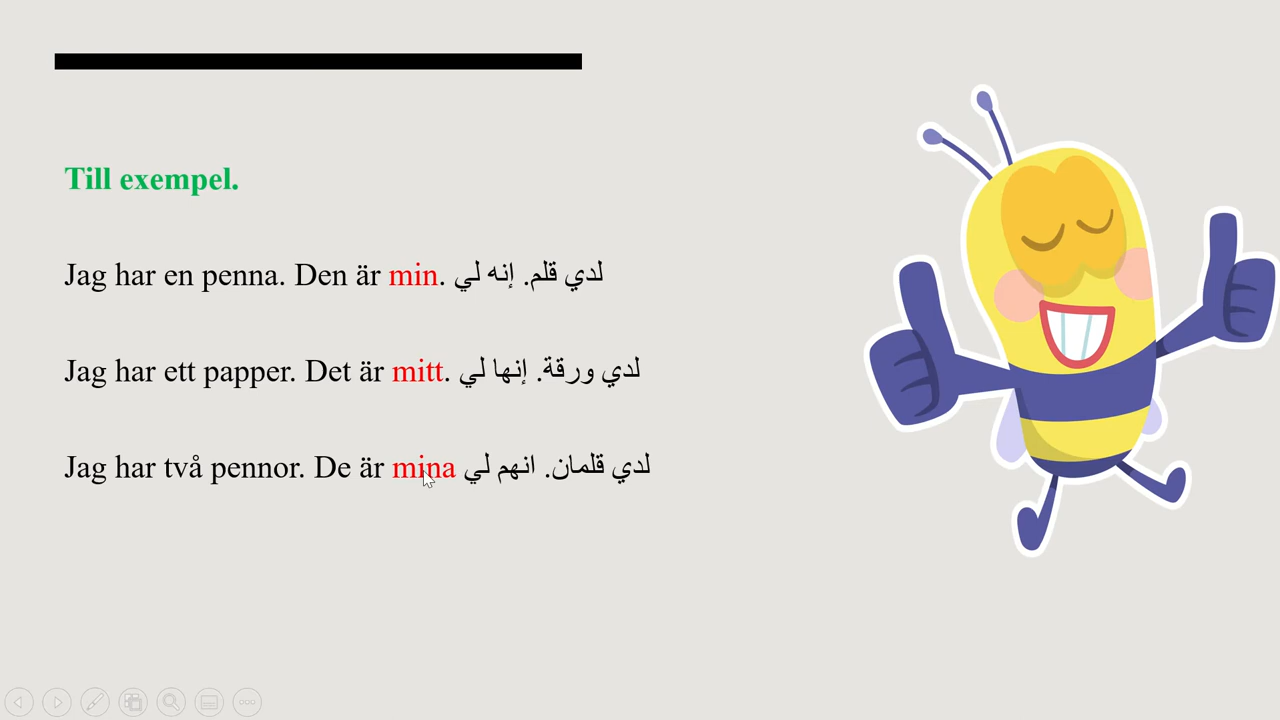 Till exempel.
Jag har en penna. Den är min. لدي قلم. إنه لي
Jag har ett papper. Det är mitt. لدي ورقة. إنها لي
Jag har två pennor. De är mina لدي قلمان. انهم لي